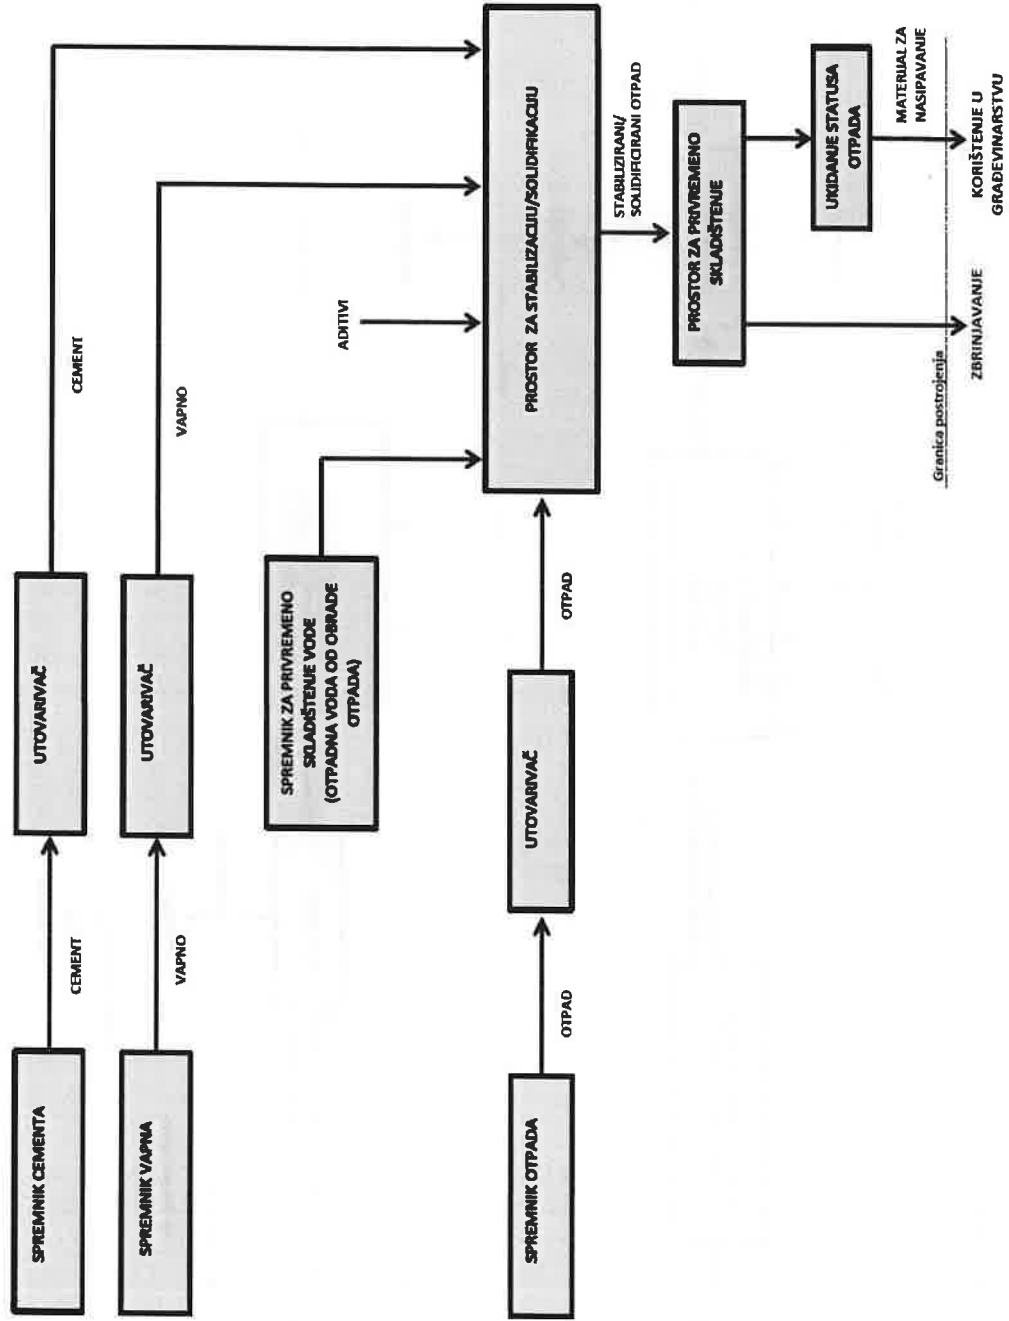 SPREMNIK CEMENTA
CEMENT
UTOVARIVAČ
CEMENT
SPREMNIK VAPNA
VAPNO
UTOVARIVAČ
VAPNO
SPREMNIK ZA PRIVREMENO
SKLADIŠTENJE VODE
(OTPADNA VODA OD OBRADE
OTPADA)
ADITIVI
SPREMNIK OTPADA
OTPAD
UTOVARIVAČ
OTPAD
PROSTOR ZA STABILIZACIJU/SOLIDIFIKACIJU
STABILIZIRANI/
SOLIDIFICIRANI OTPAD
PROSTOR ZA PRIVREMENO
SKLADIŠTENJE
UKIDANJE STATUSA
OTPADA
MATERIJAL ZA
NASIPAVANJE
Granica postrojenja
ZBRINJAVANJE
KORIŠTENJE U
GRAĐEVINARSTVU